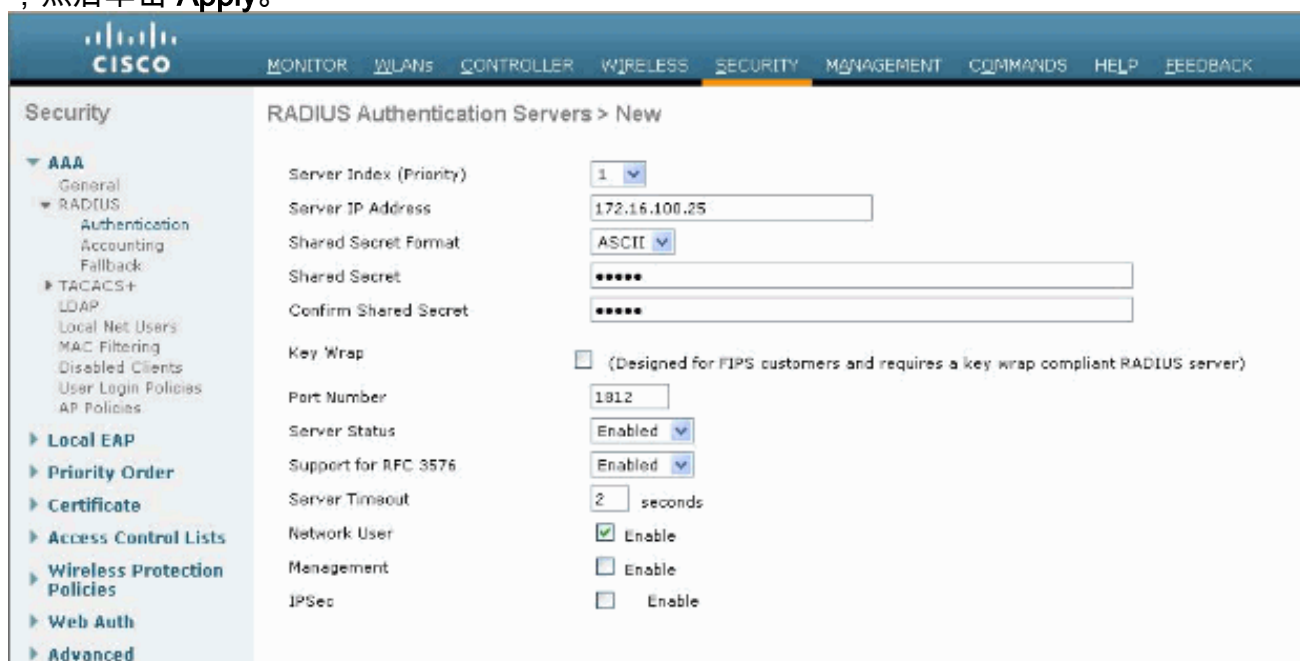 ，然后单击 Apply。
CISCO
MONITOR WLANs CONTROLLER WIRELESS SECURITY MANAGEMENT COMMANDS HELP FEEDBACK
Security
AAA
General
RADIUS
Authentication
Accounting
Fallback
TACACS+
LDAP
Local Net Users
MAC Filtering
Disabled Clients
User Login Policies
AP Policies
Local EAP
Priority Order
Certificate
Access Control Lists
Wireless Protection
Policies
Web Auth
Advanced
RADIUS Authentication Servers > New
Server Index (Priority) 1
Server IP Address 172.16.100.25
Shared Secret Format ASCII
Shared Secret •••••
Confirm Shared Secret •••••
Key Wrap (Designed for FIPS customers and requires a key wrap compliant RADIUS server)
Port Number 1812
Server Status Enabled
Support for RFC 3576 Enabled
Server Timeout 2 seconds
Network User Enable
Management Enable
IPSec Enable